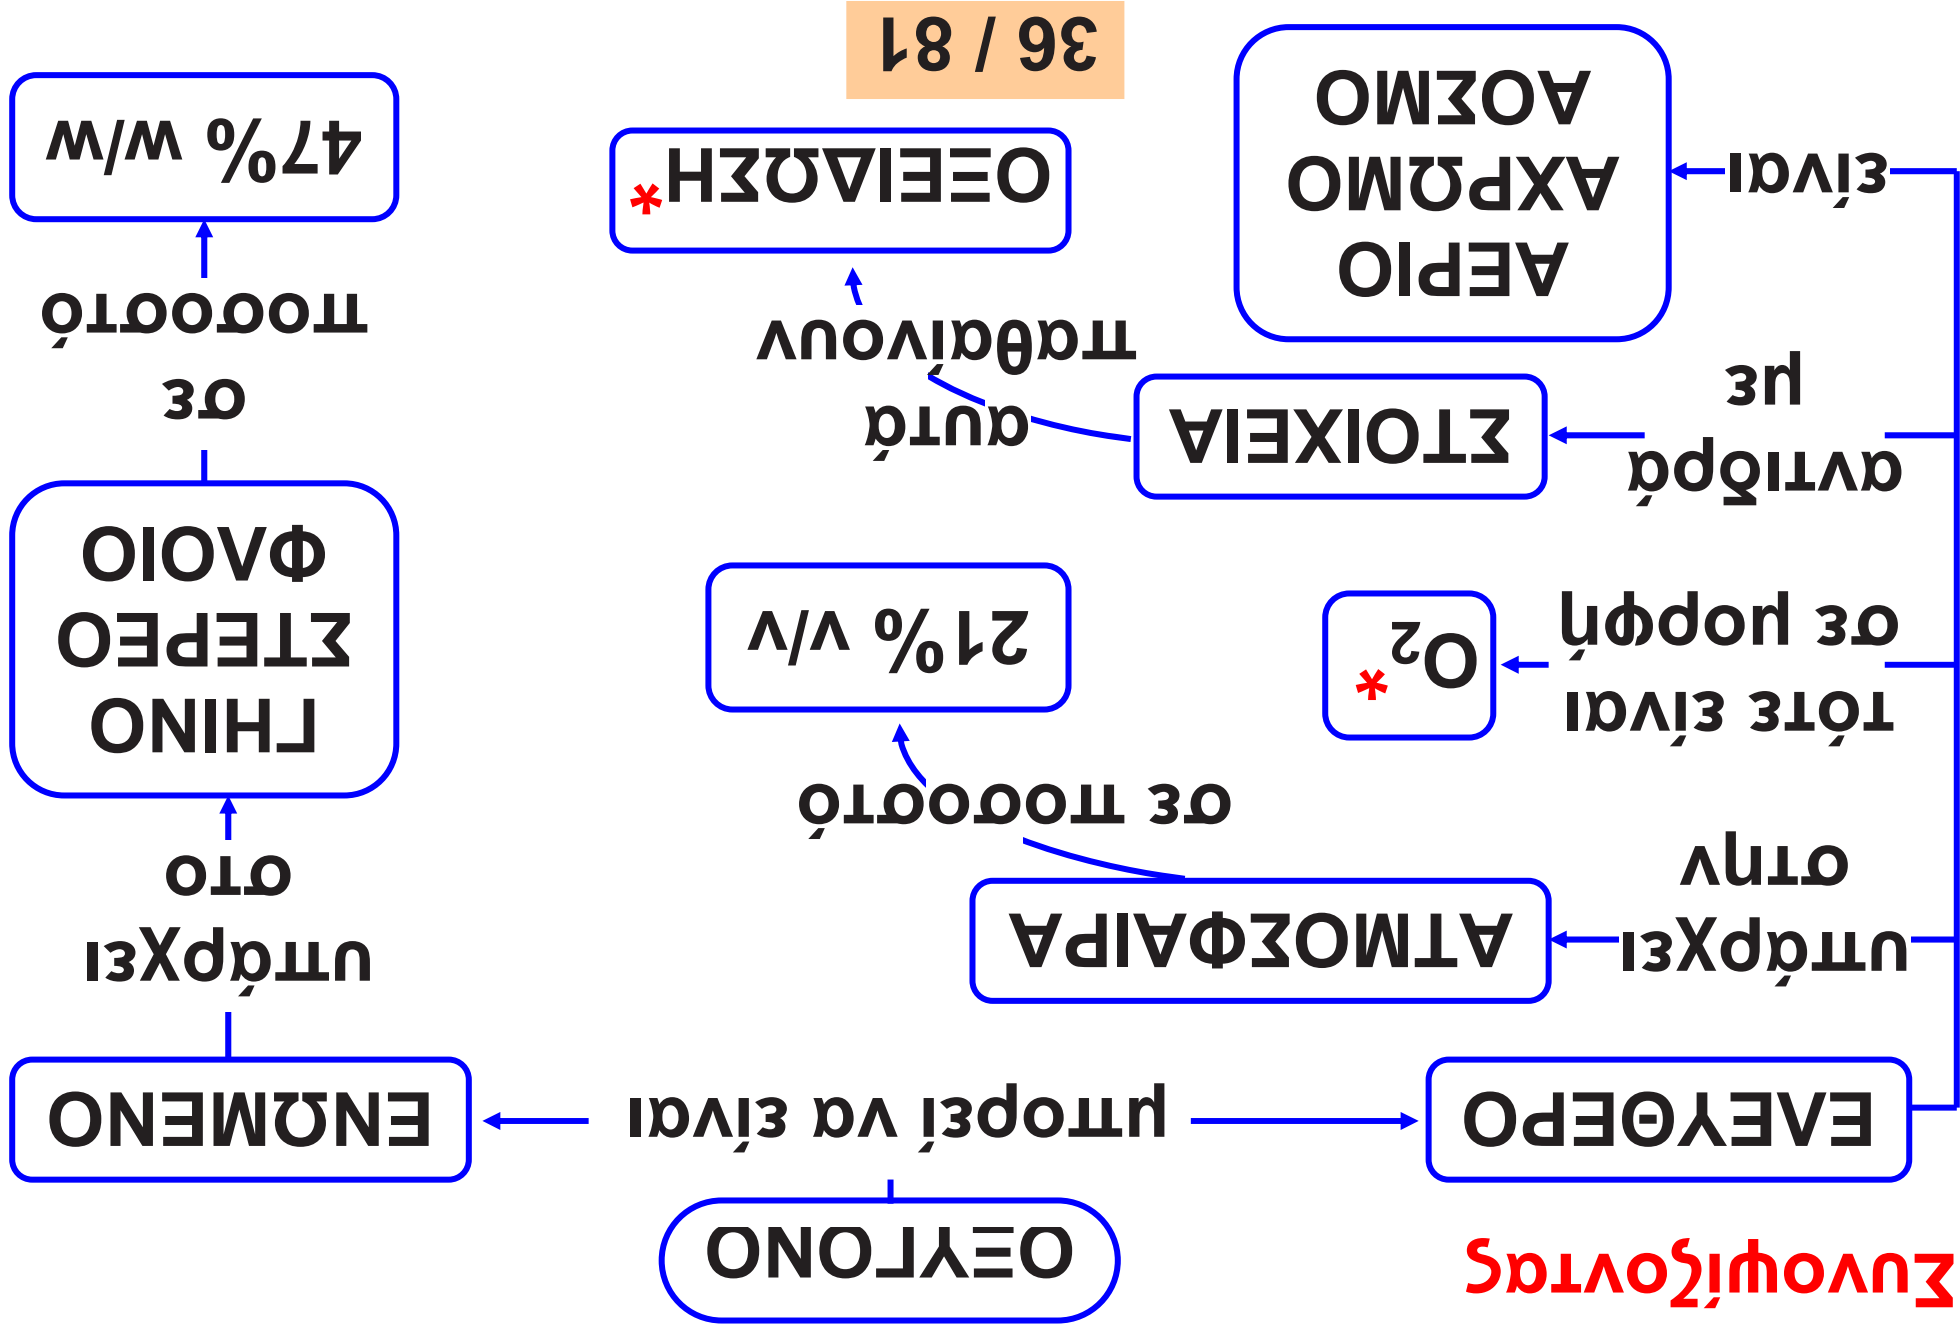 Συνοψίζοντας
ΟΞΥΓΟΝΟ
μπορεί να είναι
ΕΛΕΥΘΕΡΟ
ΕΝΩΜΕΝΟ
υπάρχει
στην
ΑΤΜΟΣΦΑΙΡΑ
σε ποσοστό
21% v/v
τότε είναι
σε μορφή
Ο2*
αντιδρά
με
ΣΤΟΙΧΕΙΑ
αυτά
παθαίνουν
ΟΞΕΙΔΩΣΗ*
είναι
ΑΕΡΙΟ
ΑΧΡΩΜΟ
ΑΟΣΜΟ
υπάρχει
στο
ΓΗΙΝΟ
ΣΤΕΡΕΟ
ΦΛΟΙΟ
σε
ποσοστό
47% w/w
36 / 81